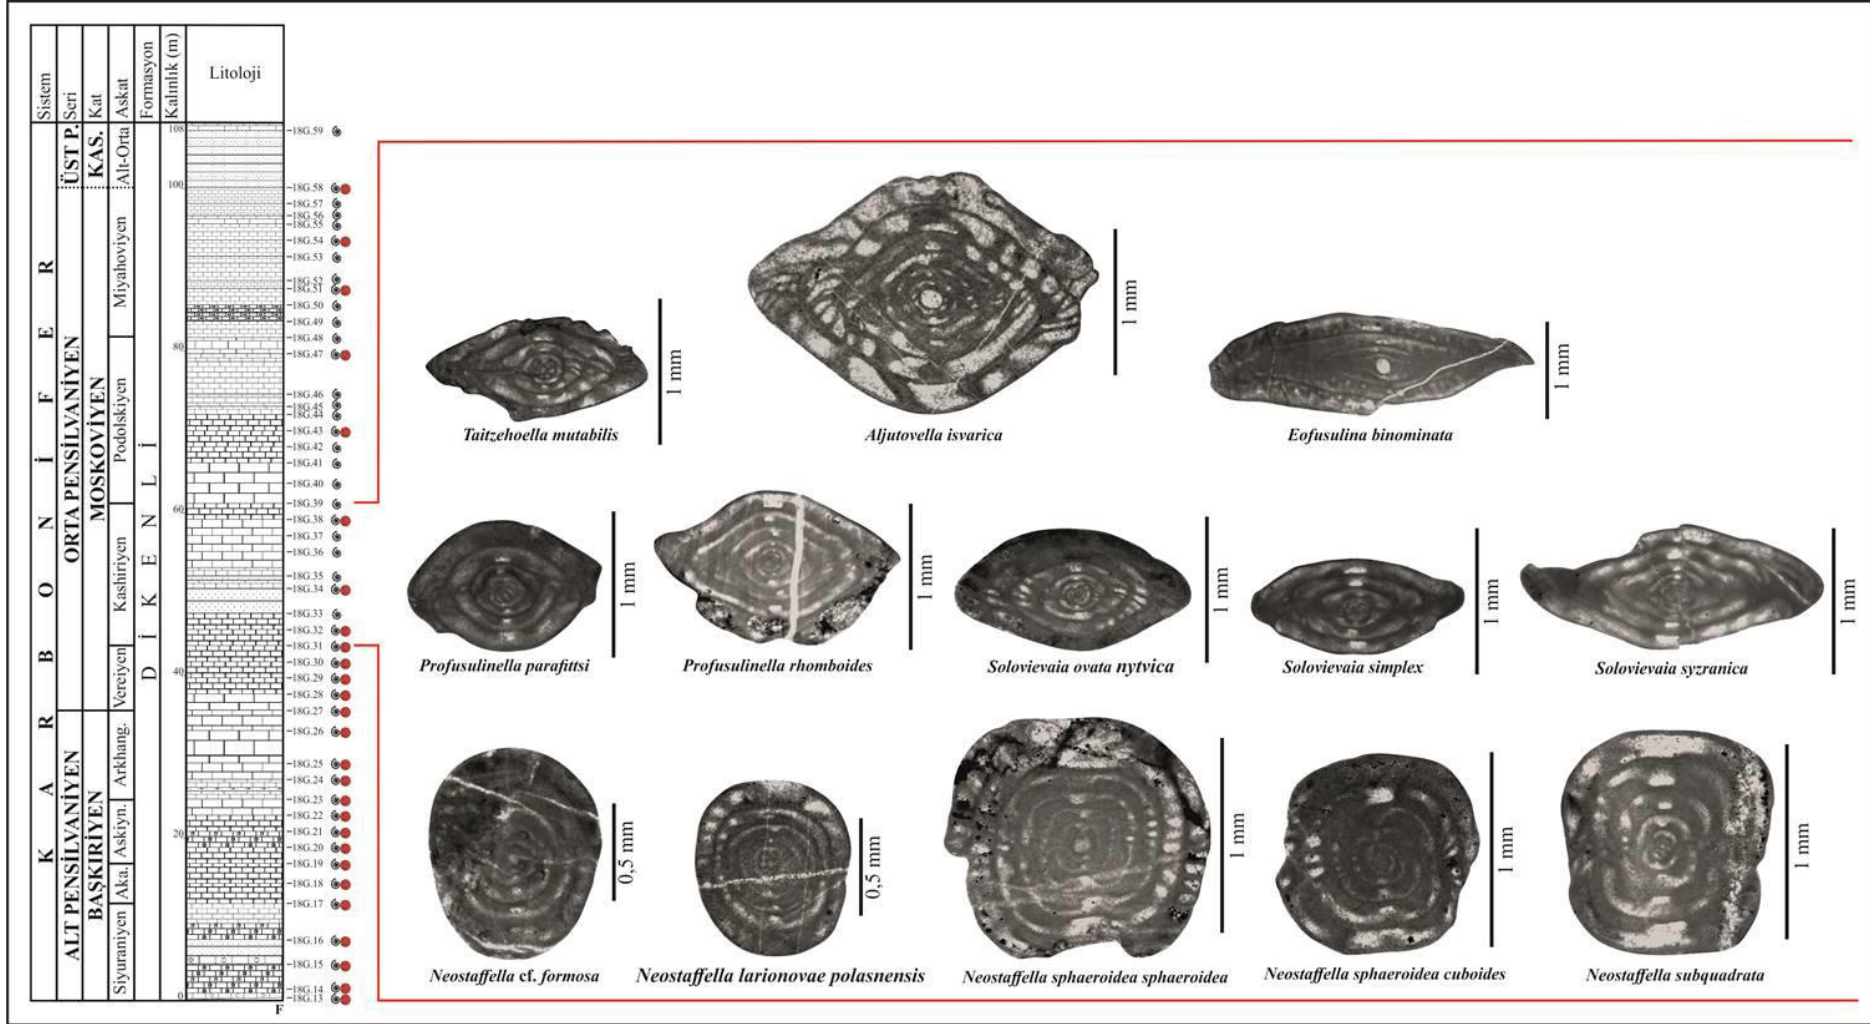 Sistem
Seri
Kat
Askat
Formasyon
Kalınlık (m)
Litoloji
KARBONİFER
ÜST P.
ORTA PENSİLVANİYEN
ALT PENSİLVANİYEN
KAS.
MOSKOVİYEN
BAŞKIRİYEN
Alt-Orta
Miyahoviyen
Podolskiyen
Kashiriyen
Vereiyen
Arkhang.
Askiyn.
Aka.
Siyuraniyen
DİKENLİ
108
100
80
60
40
20
0
F
18G.59
18G.58
18G.57
18G.56
18G.55
18G.54
18G.53
18G.52
18G.51
18G.50
18G.49
18G.48
18G.47
18G.46
18G.45
18G.44
18G.43
18G.42
18G.41
18G.40
18G.39
18G.38
18G.37
18G.36
18G.35
18G.34
18G.33
18G.32
18G.31
18G.30
18G.29
18G.28
18G.27
18G.26
18G.25
18G.24
18G.23
18G.22
18G.21
18G.20
18G.19
18G.18
18G.17
18G.16
18G.15
18G.14
18G.13
1 mm
1 mm
1 mm
Taitzehoella mutabilis
Aljutovella isvarica
Eofusulina binominata
1 mm
1 mm
1 mm
1 mm
1 mm
Profusulinella parafittsi
Profusulinella rhomboides
Solovievaia ovata nytvica
Solovievaia simplex
Solovievaia syzranica
0,5 mm
0,5 mm
1 mm
1 mm
1 mm
Neostaffella cf. formosa
Neostaffella larionovae polasnensis
Neostaffella sphaeroidea sphaeroidea
Neostaffella sphaeroidea cuboides
Neostaffella subquadrata